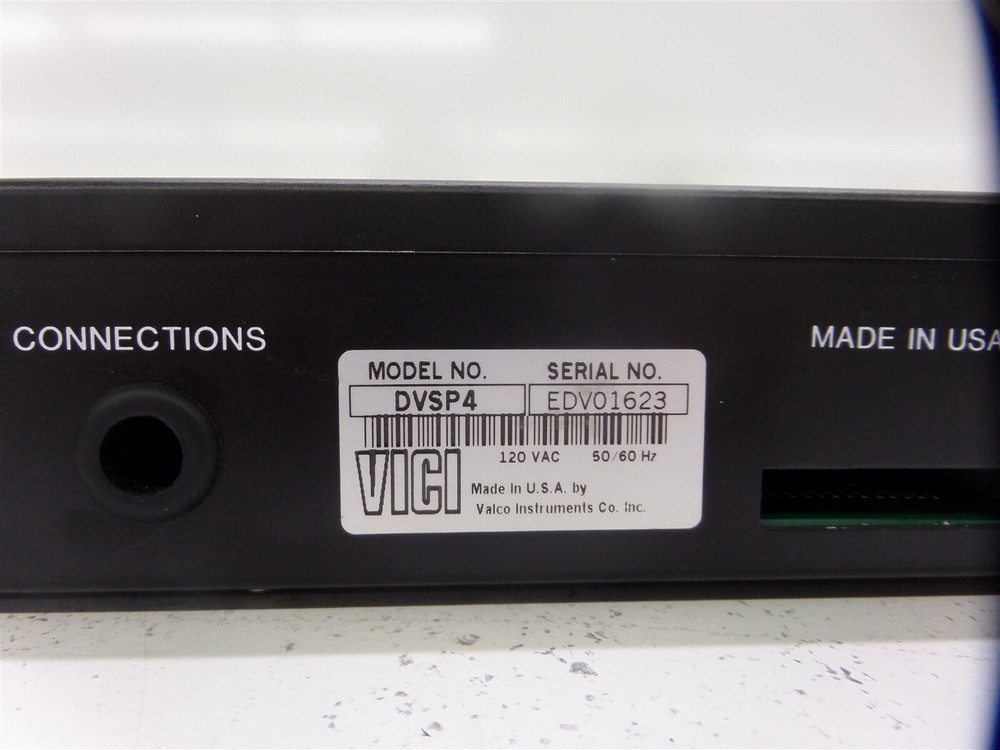 CONNECTIONS
MADE IN USA
MODEL NO. SERIAL NO.
DVSP4 EDV01623
120 VAC 50/60 Hz
VICI
Made In U.S.A. by
Valco Instruments Co. Inc.